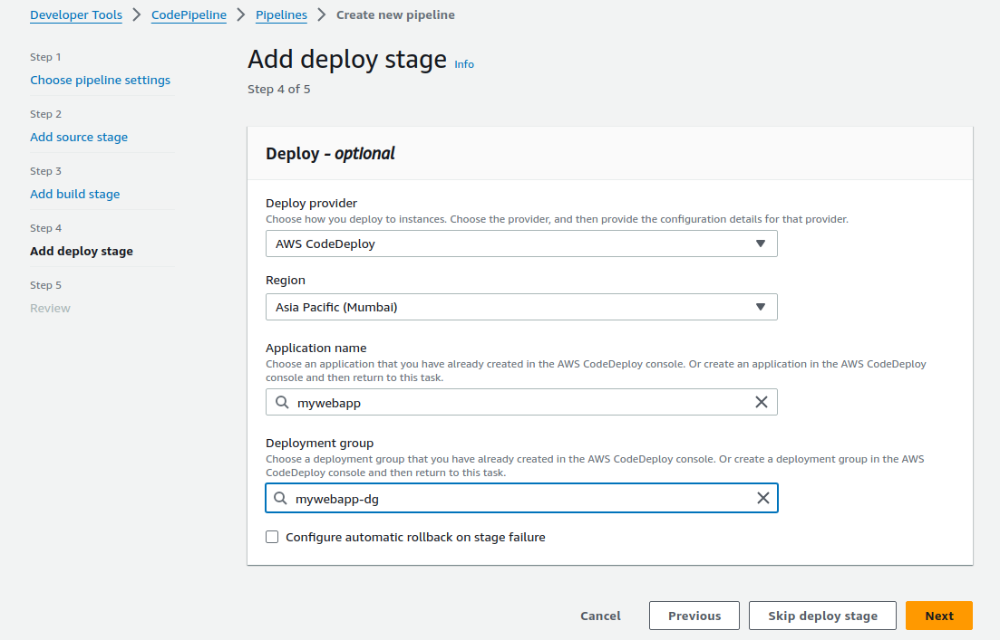 Developer Tools > CodePipeline > Pipelines > Create new pipeline
Step 1
Choose pipeline settings
Step 2
Add source stage
Step 3
Add build stage
Step 4
Add deploy stage
Step 5
Review
Add deploy stage Info
Step 4 of 5
Deploy - optional
Deploy provider
Choose how you deploy to instances. Choose the provider, and then provide the configuration details for that provider.
AWS CodeDeploy
Region
Asia Pacific (Mumbai)
Application name
Choose an application that you have already created in the AWS CodeDeploy console. Or create an application in the AWS CodeDeploy
console and then return to this task.
mywebapp
Deployment group
Choose a deployment group that you have already created in the AWS CodeDeploy console. Or create a deployment group in the AWS
CodeDeploy console and then return to this task.
mywebapp-dg
Configure automatic rollback on stage failure
Cancel Previous Skip deploy stage Next